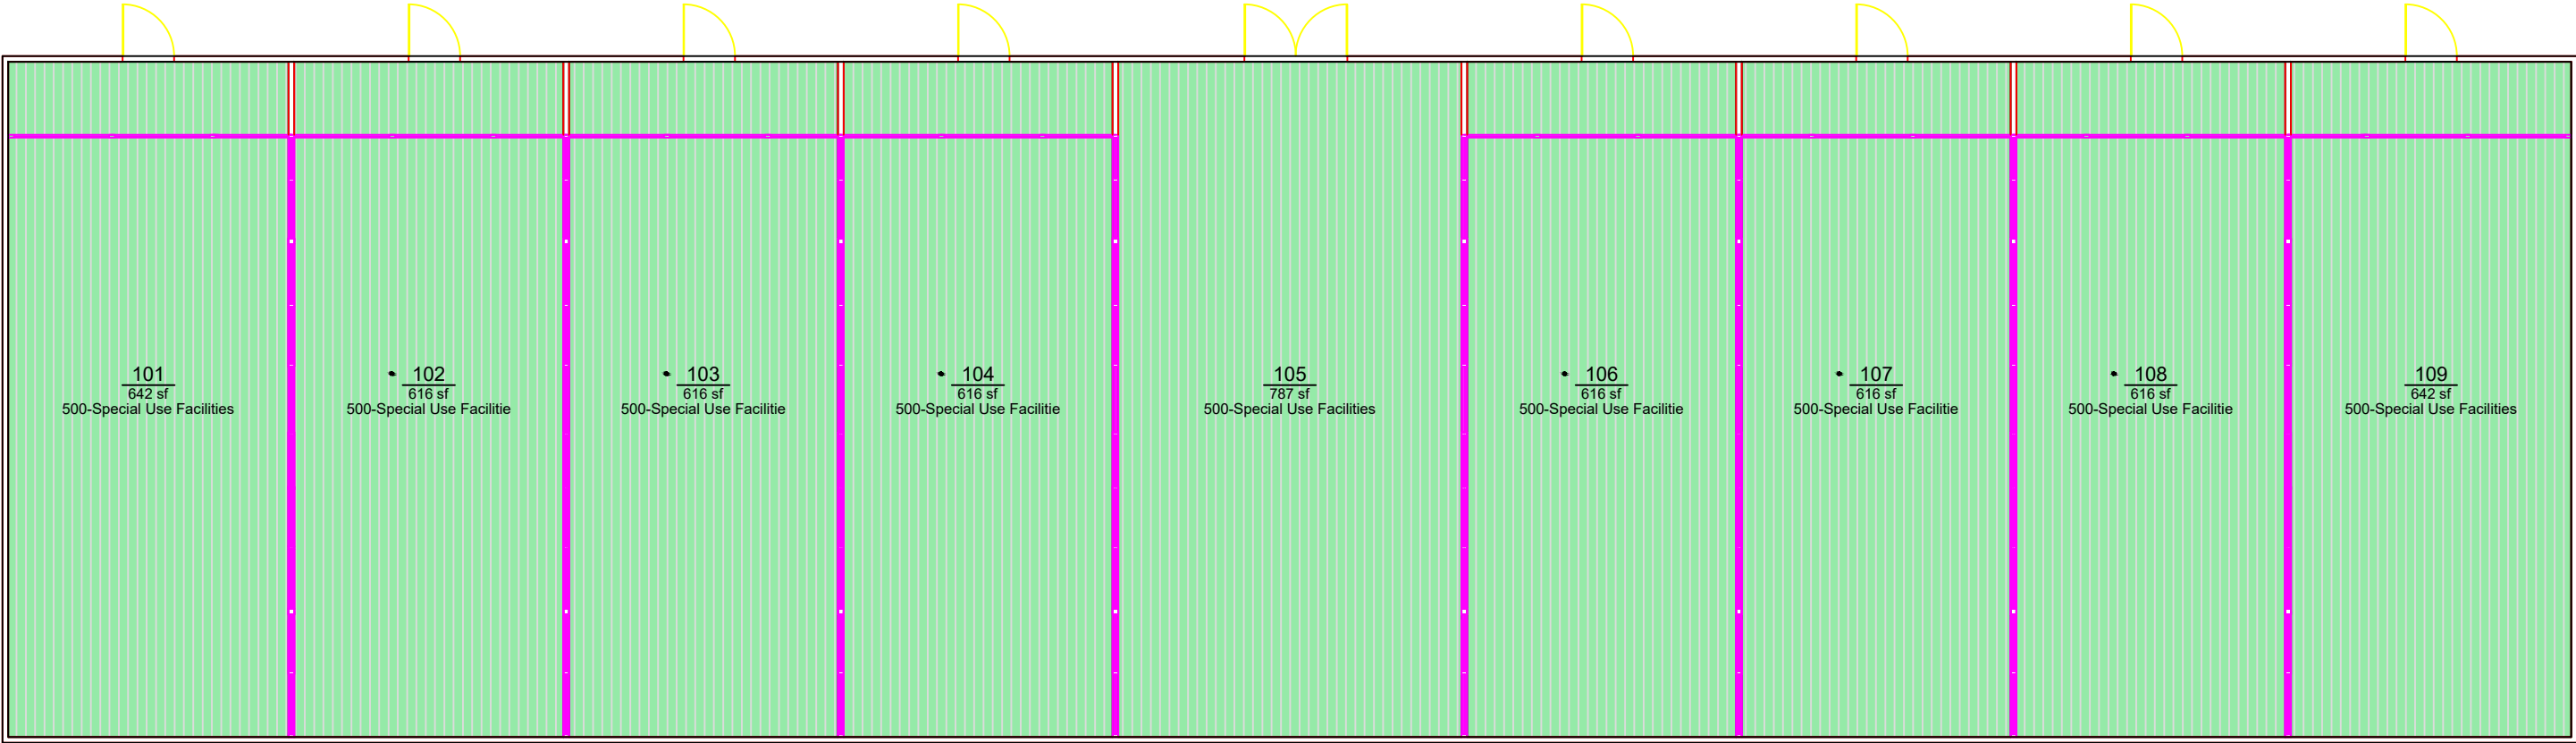 101
642 sf
500-Special Use Facilities
102
616 sf
500-Special Use Facilitie
103
616 sf
500-Special Use Facilitie
104
616 sf
500-Special Use Facilitie
105
787 sf
500-Special Use Facilities
106
616 sf
500-Special Use Facilitie
107
616 sf
500-Special Use Facilitie
108
616 sf
500-Special Use Facilitie
109
642 sf
500-Special Use Facilities